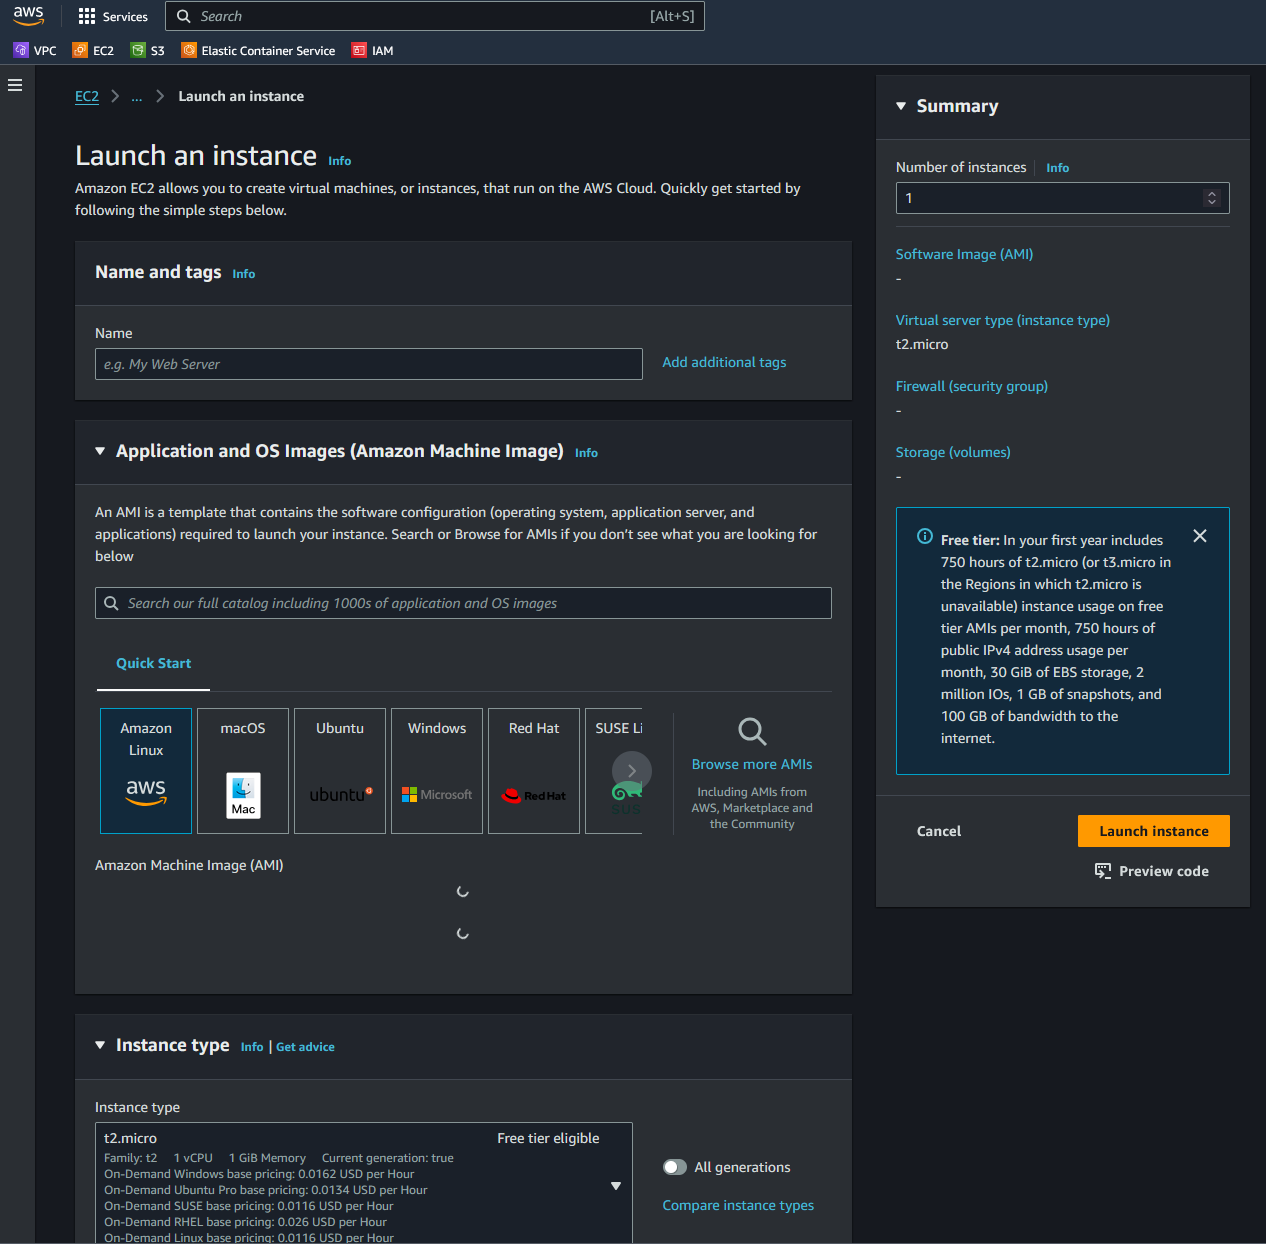 aws
Services
Search
[Alt+S]
VPC
EC2
S3
Elastic Container Service
IAM
EC2
...
Launch an instance
Launch an instance Info
Amazon EC2 allows you to create virtual machines, or instances, that run on the AWS Cloud. Quickly get started by
following the simple steps below.
Name and tags Info
Name
e.g. My Web Server
Add additional tags
Application and OS Images (Amazon Machine Image) Info
An AMI is a template that contains the software configuration (operating system, application server, and
applications) required to launch your instance. Search or Browse for AMIs if you don’t see what you are looking for
below
Search our full catalog including 1000s of application and OS images
Quick Start
Amazon
Linux
aws
macOS
Mac
Ubuntu
ubuntu
Windows
Microsoft
Red Hat
Red Hat
SUSE Li
SUS
Browse more AMIs
Including AMIs from
AWS, Marketplace and
the Community
Amazon Machine Image (AMI)
Instance type Info | Get advice
Instance type
t2.micro
Free tier eligible
Family: t2 1 vCPU 1 GiB Memory Current generation: true
On-Demand Windows base pricing: 0.0162 USD per Hour
On-Demand Ubuntu Pro base pricing: 0.0134 USD per Hour
On-Demand SUSE base pricing: 0.0116 USD per Hour
On-Demand RHEL base pricing: 0.026 USD per Hour
On-Demand Linux base pricing: 0.0116 USD per Hour
All generations
Compare instance types
Summary
Number of instances Info
1
Software Image (AMI)
-
Virtual server type (instance type)
t2.micro
Firewall (security group)
-
Storage (volumes)
-
Free tier: In your first year includes
750 hours of t2.micro (or t3.micro in
the Regions in which t2.micro is
unavailable) instance usage on free
tier AMIs per month, 750 hours of
public IPv4 address usage per
month, 30 GiB of EBS storage, 2
million IOs, 1 GB of snapshots, and
100 GB of bandwidth to the
internet.
Cancel
Launch instance
Preview code